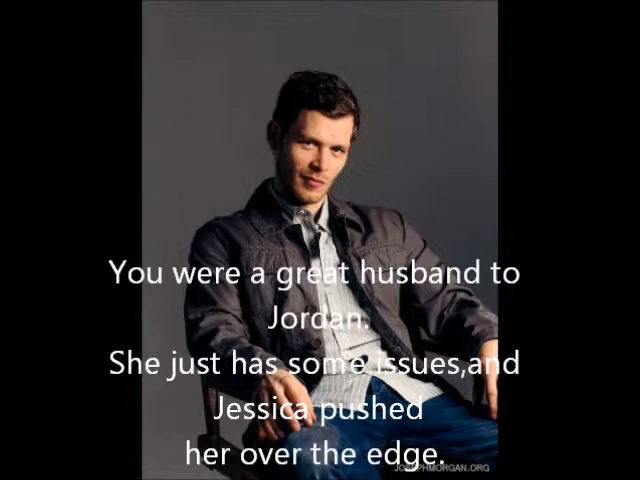 You were a great husband to
Jordan.
She just has some issues,and
Jessica pushed
her over the edge.
JOSEPHMORGAN.ORG